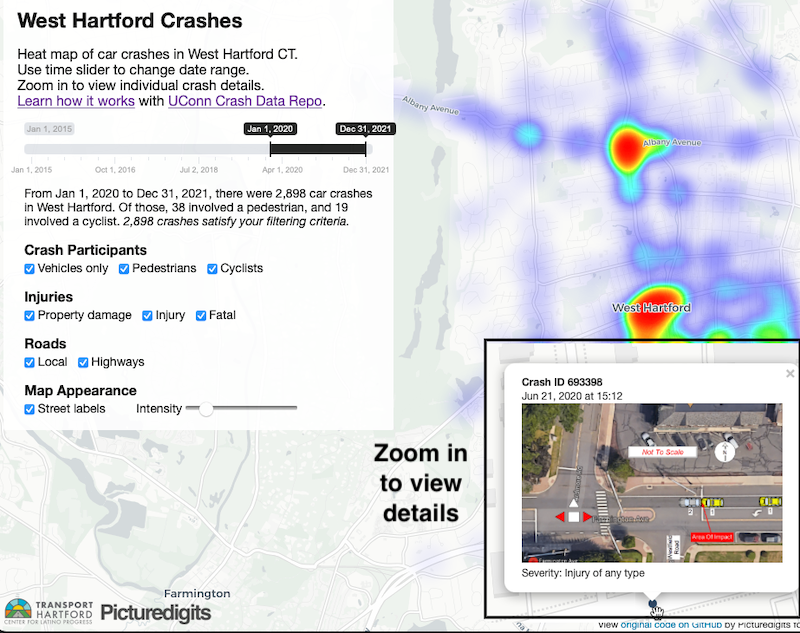 West Hartford Crashes
Heat map of car crashes in West Hartford CT.
Use time slider to change date range.
Zoom in to view individual crash details.
Learn how it works with UConn Crash Data Repo.
Jan 1, 2015
Jan 1, 2020
Dec 31, 2021
Jan 1, 2015
Oct 1, 2016
Jul 2, 2018
Apr 1, 2020
Dec 31, 2021
From Jan 1, 2020 to Dec 31, 2021, there were 2,898 car crashes
in West Hartford. Of those, 38 involved a pedestrian, and 19
involved a cyclist. 2,898 crashes satisfy your filtering criteria.
Crash Participants
Vehicles only Pedestrians Cyclists
Injuries
Property damage Injury Fatal
Roads
Local Highways
Map Appearance
Street labels Intensity
Albany Avenue
Albany Avenue
West Hartford
Zoom in
to view
details
Crash ID 693398
Jun 21, 2020 at 15:12
Not To Scale
N
Farmington Ave
Area Of Impact
Road
Farmington Ave
Severity: Injury of any type
Farmington
TRANSPORT
HARTFORD
CENTER FOR LATINO PROGRESS
Picturedigits
View original code on GitHub by Picturedigits fo